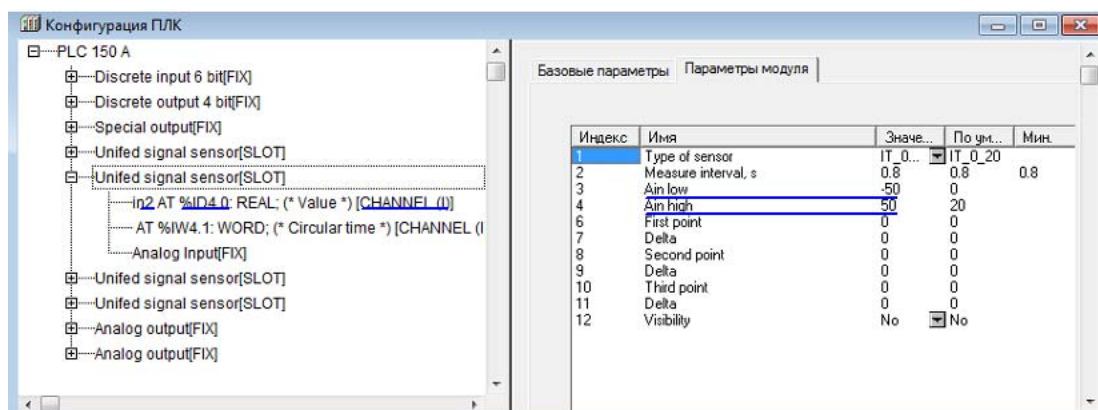 Конфигурация ПЛК
PLC 150 A
Discrete input 6 bit[FIX]
Discrete output 4 bit[FIX]
Special output[FIX]
Unifed signal sensor[SLOT]
Unifed signal sensor[SLOT]
in2 AT %ID4.0: REAL; (* Value *) [CHANNEL (I)]
AT %IW4.1: WORD; (* Circular time *) [CHANNEL (I
Analog Input[FIX]
Unifed signal sensor[SLOT]
Unifed signal sensor[SLOT]
Analog output[FIX]
Analog output[FIX]
Базовые параметры Параметры модуля
Индекс Имя Значе... По ум... Мин.
1 Type of sensor IT_0... IT_0_20
2 Measure interval, s 0.8 0.8 0.8
3 Ain low -50 0
4 Ain high 50 20
6 First point 0 0
7 Delta 0 0
8 Second point 0 0
9 Delta 0 0
10 Third point 0 0
11 Delta 0 0
12 Visibility No No